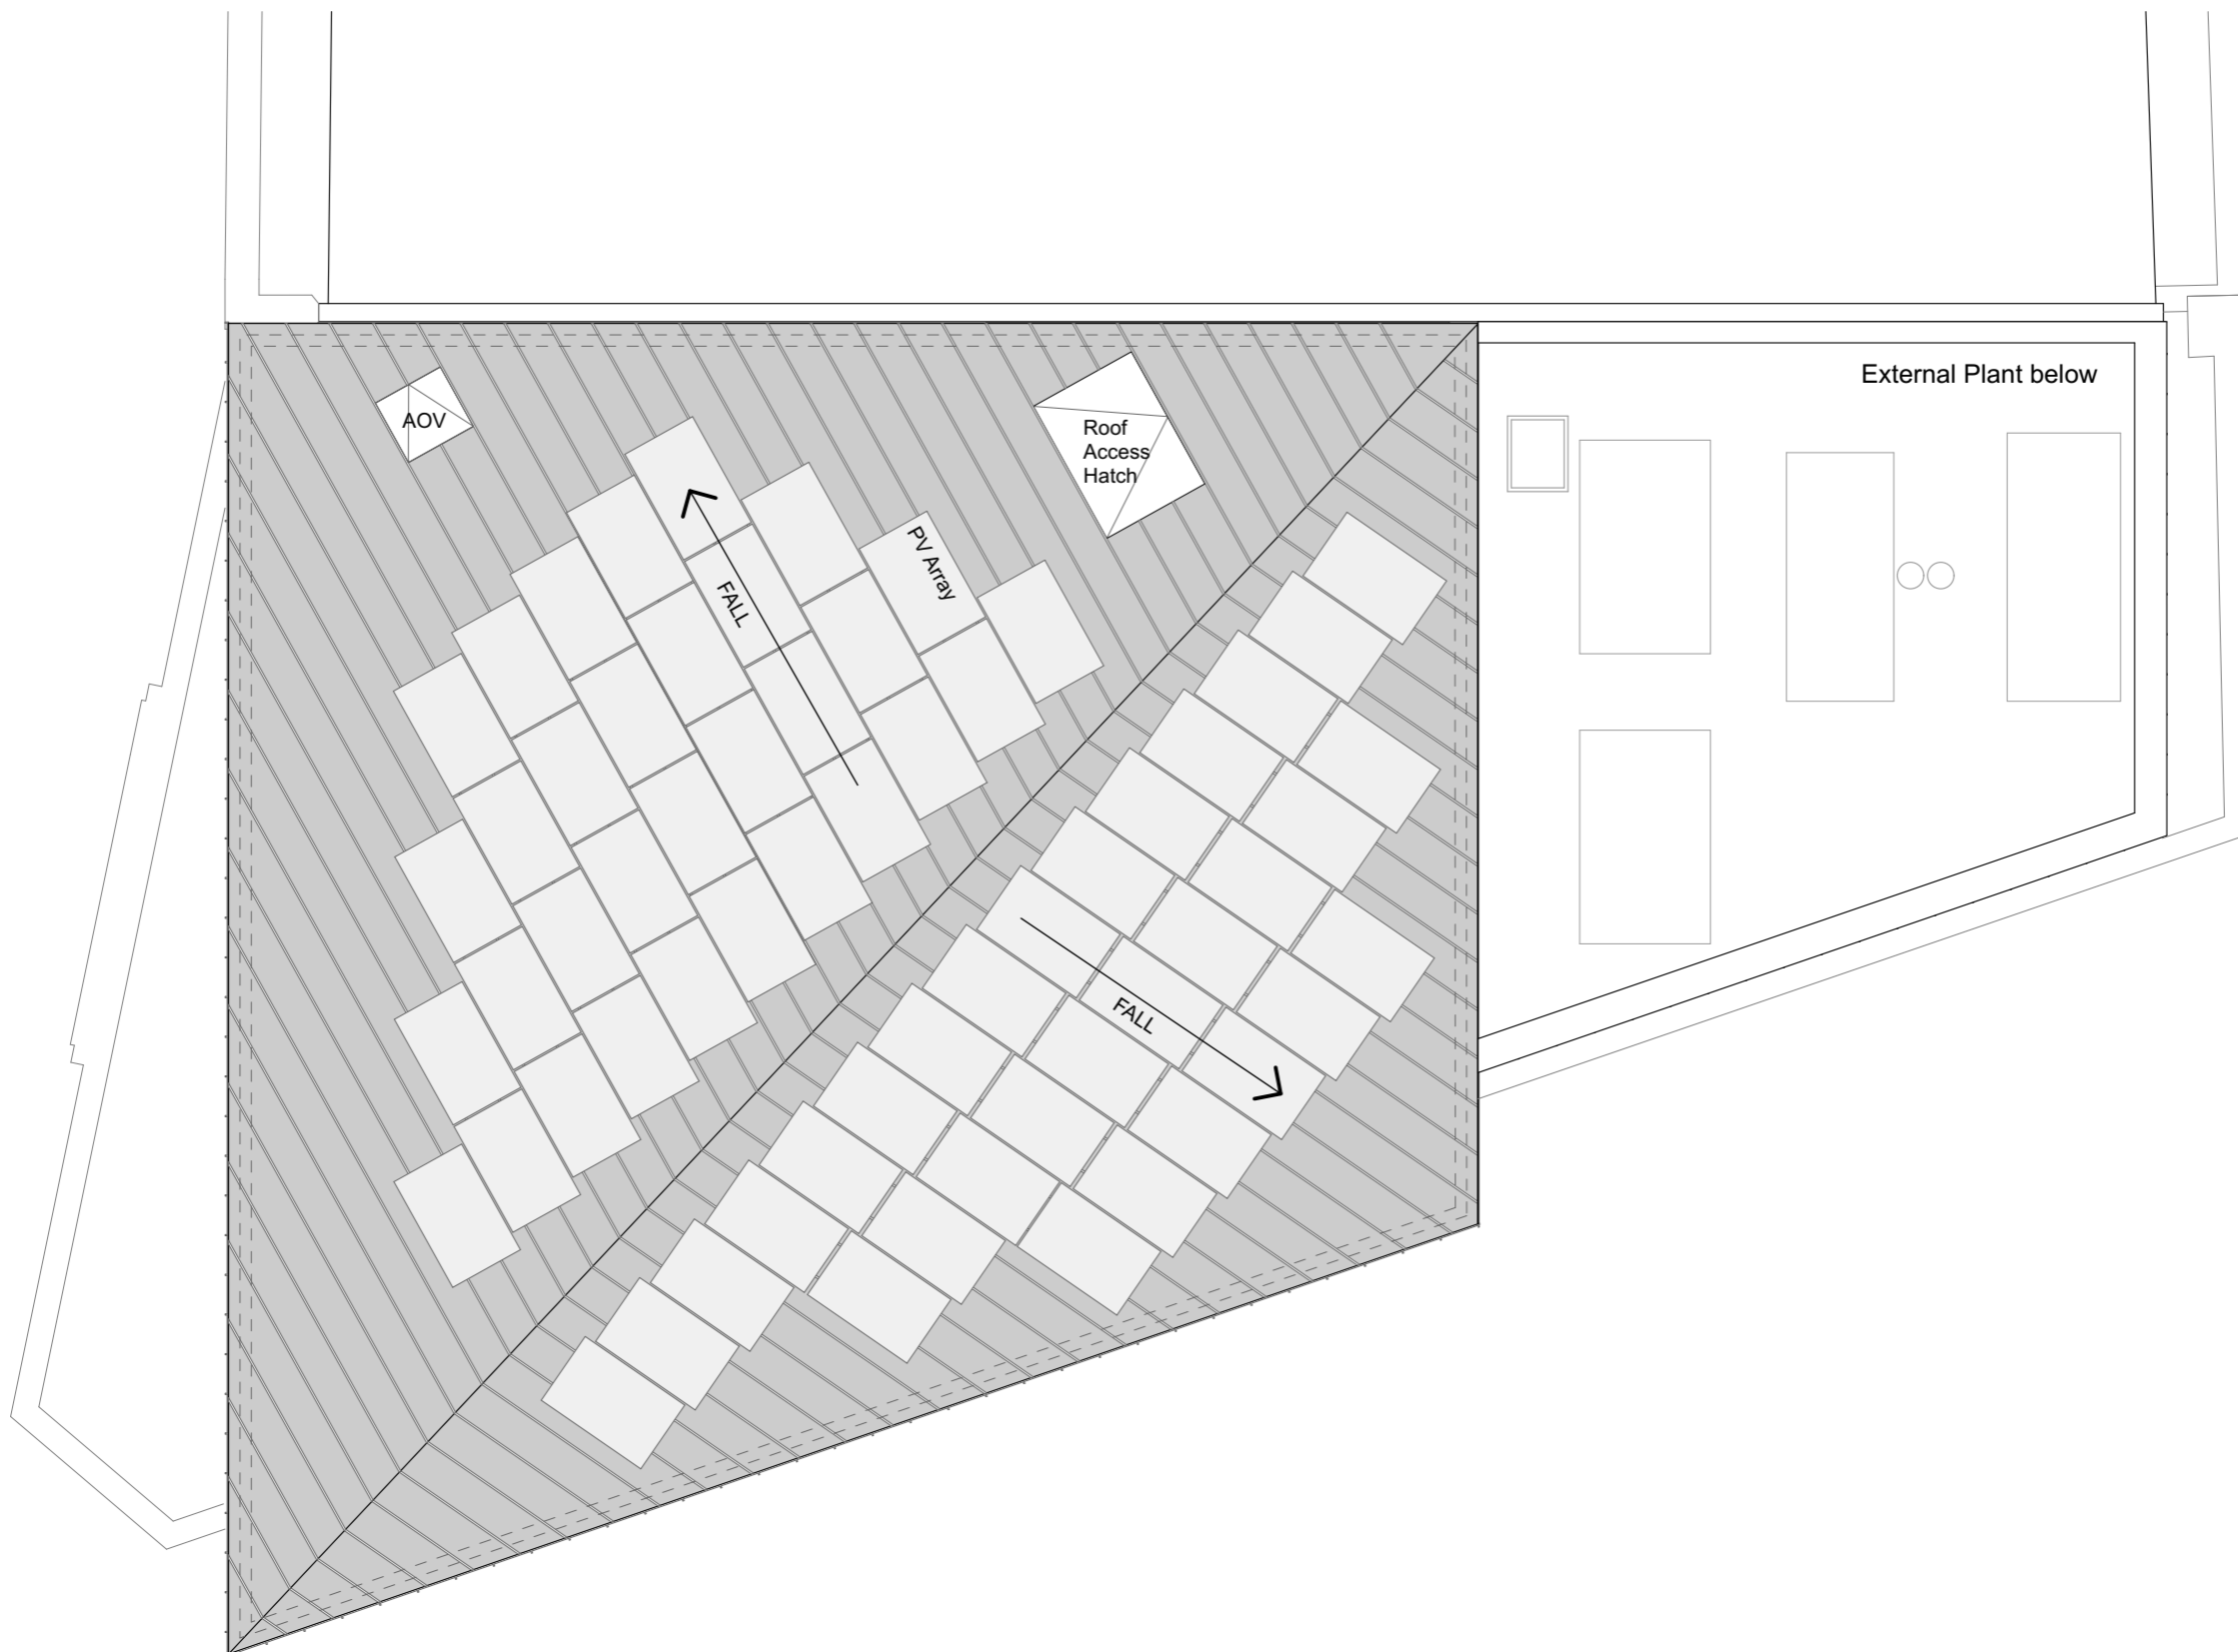 External Plant below
AOV
Roof
Access
Hatch
PV Array
FALL
FALL